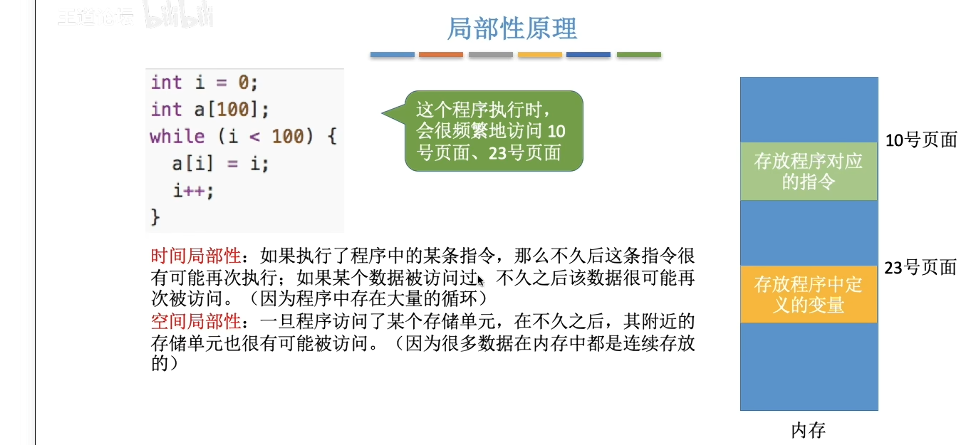 bilibili
局部性原理
int i = 0;
int a[100];
while (i < 100) {
a[i] = i;
i++;
}
这个程序执行时，
会很频繁地访问 10
号页面、23号页面
时间局部性：如果执行了程序中的某条指令，那么不久后这条指令很
有可能再次执行；如果某个数据被访问过，不久之后该数据很可能再
次被访问。（因为程序中存在大量的循环）
空间局部性：一旦程序访问了某个存储单元，在不久之后，其附近的
存储单元也很有可能被访问。（因为很多数据在内存中都是连续存放
的）
10号页面
存放程序对应
的指令
23号页面
存放程序中定
义的变量
内存